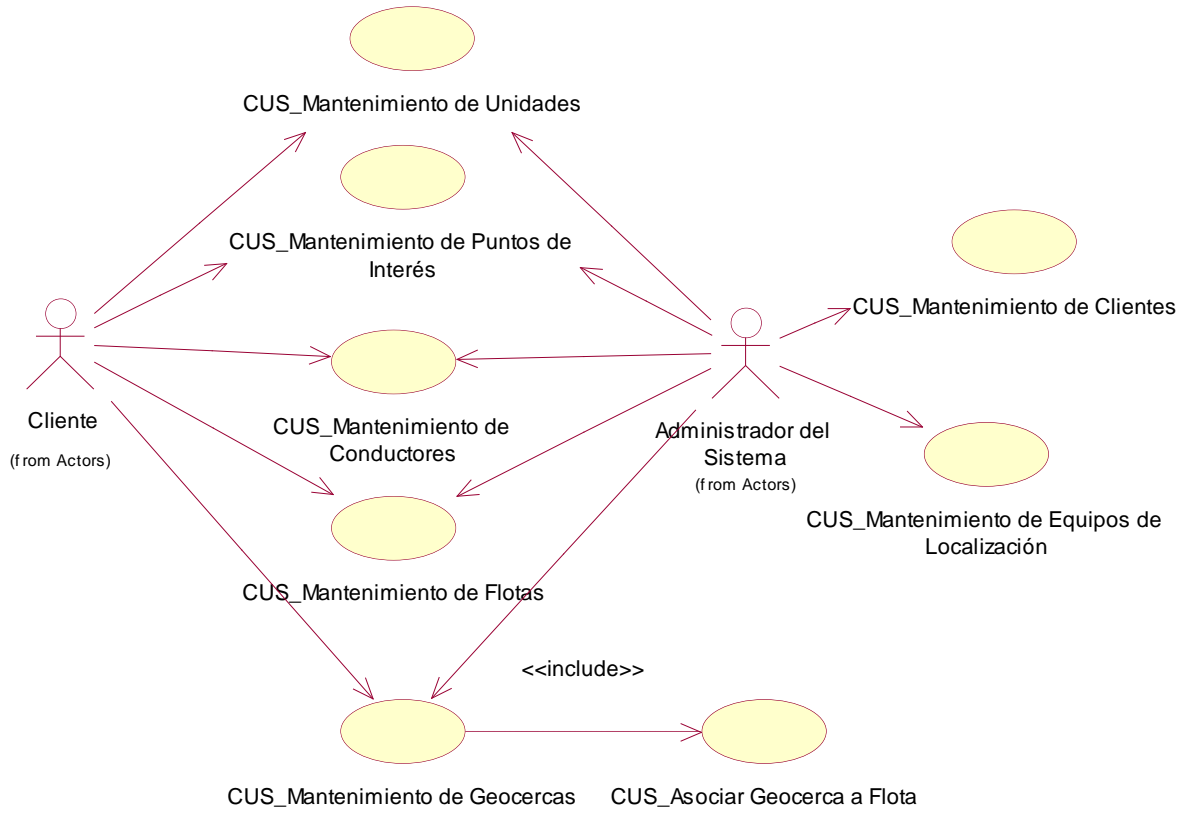 CUS_Mantenimiento de Unidades
CUS_Mantenimiento de Puntos de
Interés
CUS_Mantenimiento de Clientes
Cliente
(from Actors)
CUS_Mantenimiento de
Conductores
Administrador del
Sistema
(from Actors)
CUS_Mantenimiento de Equipos de
Localización
CUS_Mantenimiento de Flotas
<<include>>
CUS_Mantenimiento de Geocercas
CUS_Asociar Geocerca a Flota